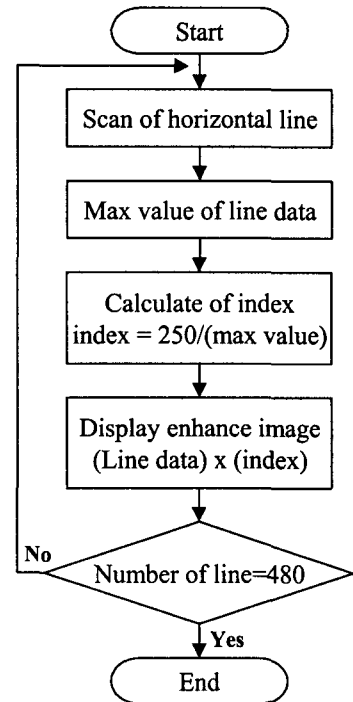 Start
Scan of horizontal line
Max value of line data
Calculate of index
index = 250/(max value)
Display enhance image
(Line data) x (index)
No
Number of line=480
Yes
End